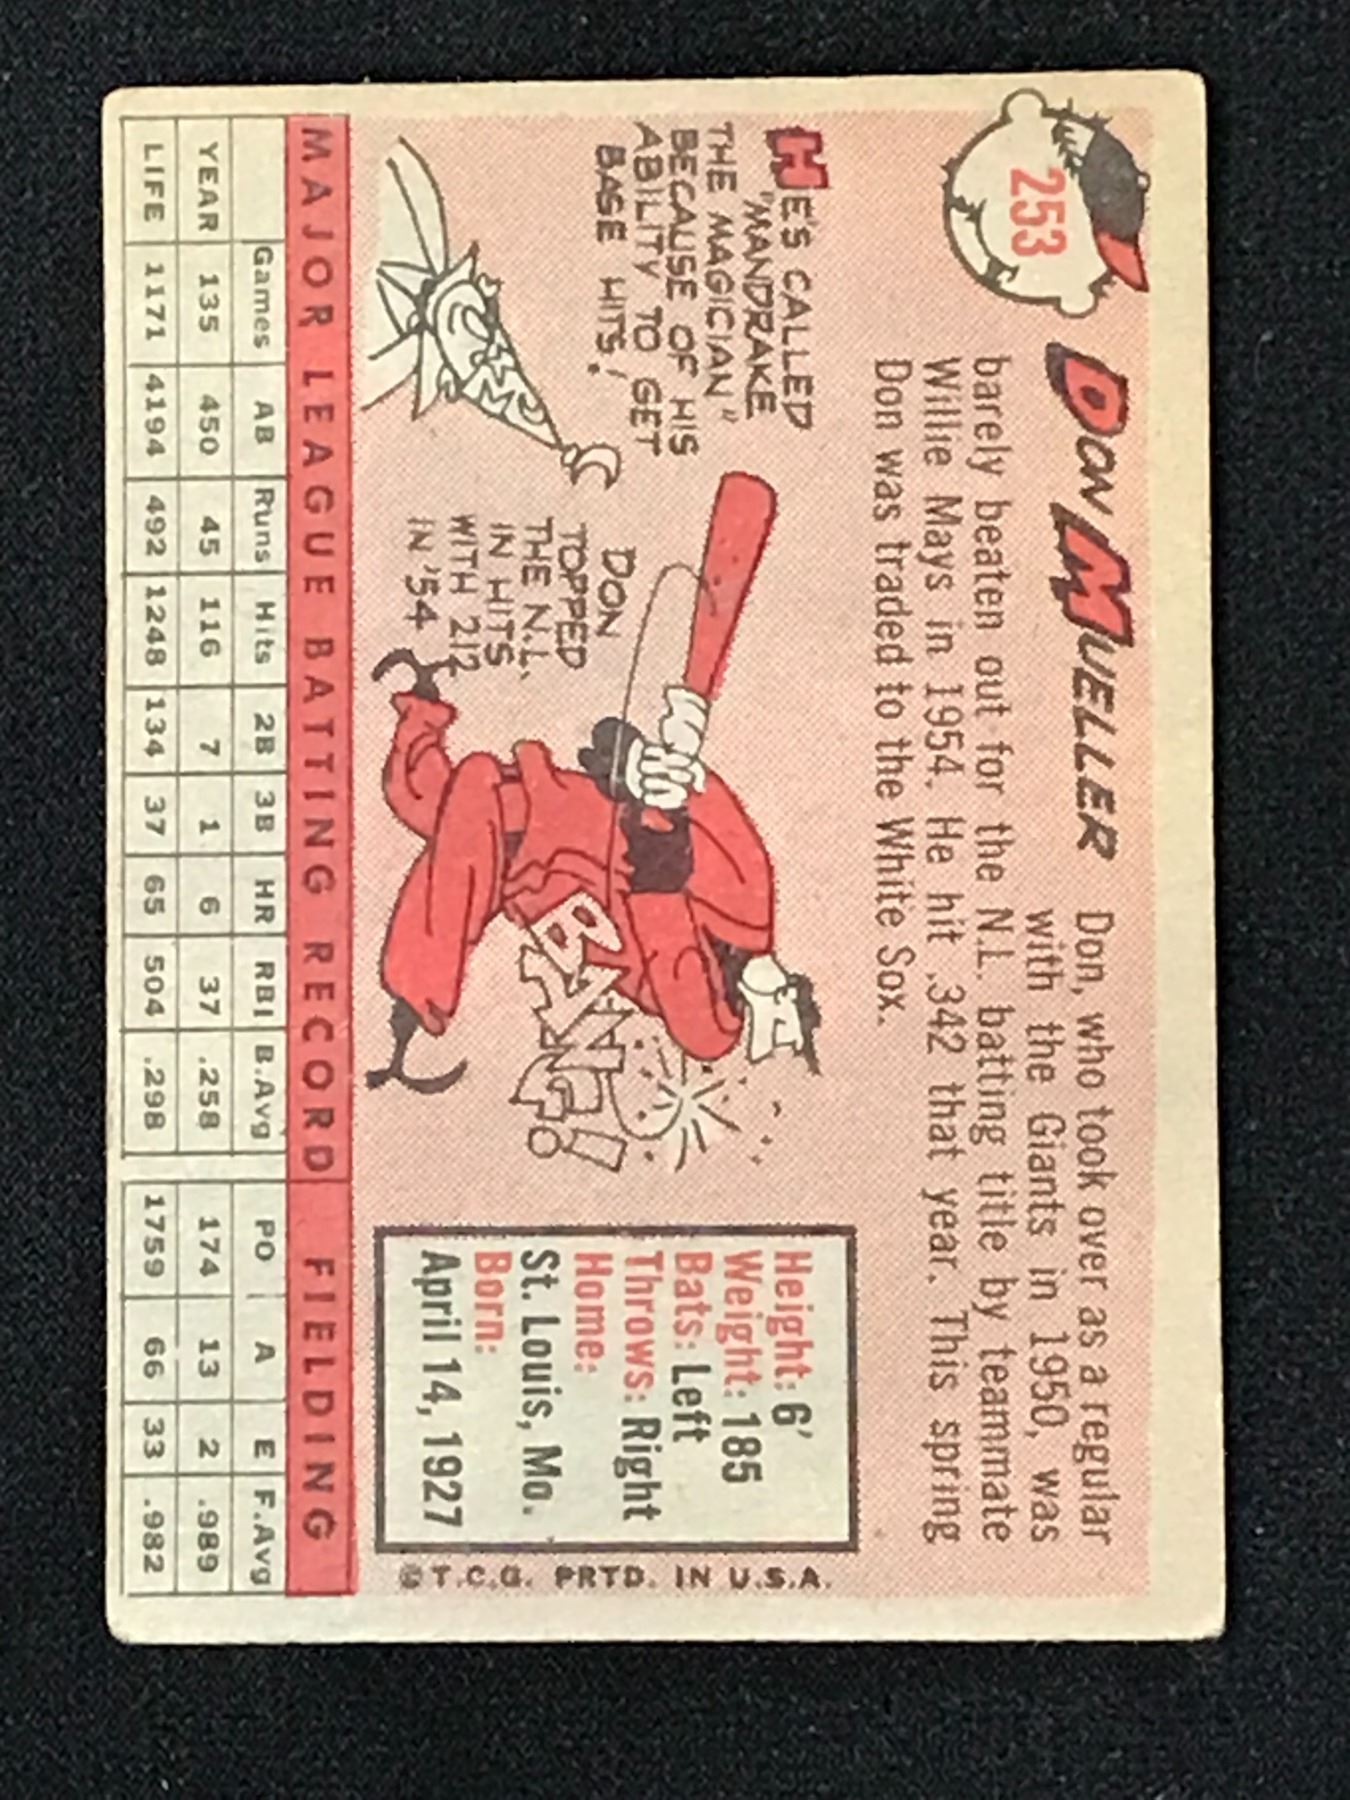 253
DON MUELLER
Don, who took over as a regular
with the Giants in 1950, was
barely beaten out for the N.L. batting title by teammate
Willie Mays in 1954. He hit .342 that year. This spring
Don was traded to the White Sox.
HE'S CALLED
"MANDRAKE
THE MAGICIAN"
BECAUSE OF HIS
ABILITY TO GET
BASE HITS!
DON
TOPPED
THE N.L.
IN HITS
WITH 212
IN '54
BANG!
Height: 6'
Weight: 185
Bats: Left
Throws: Right
Home:
St. Louis, Mo.
Born:
April 14, 1927
©T.C.G. PRTD. IN U.S.A.
MAJOR LEAGUE BATTING RECORD FIELDING
Games AB Runs Hits 2B 3B HR RBI B.Avg PO A E F.Avg
YEAR 135 450 45 116 7 1 6 37 .258 174 13 2 .989
LIFE 1171 4194 492 1248 134 37 65 504 .298 1759 66 33 .982